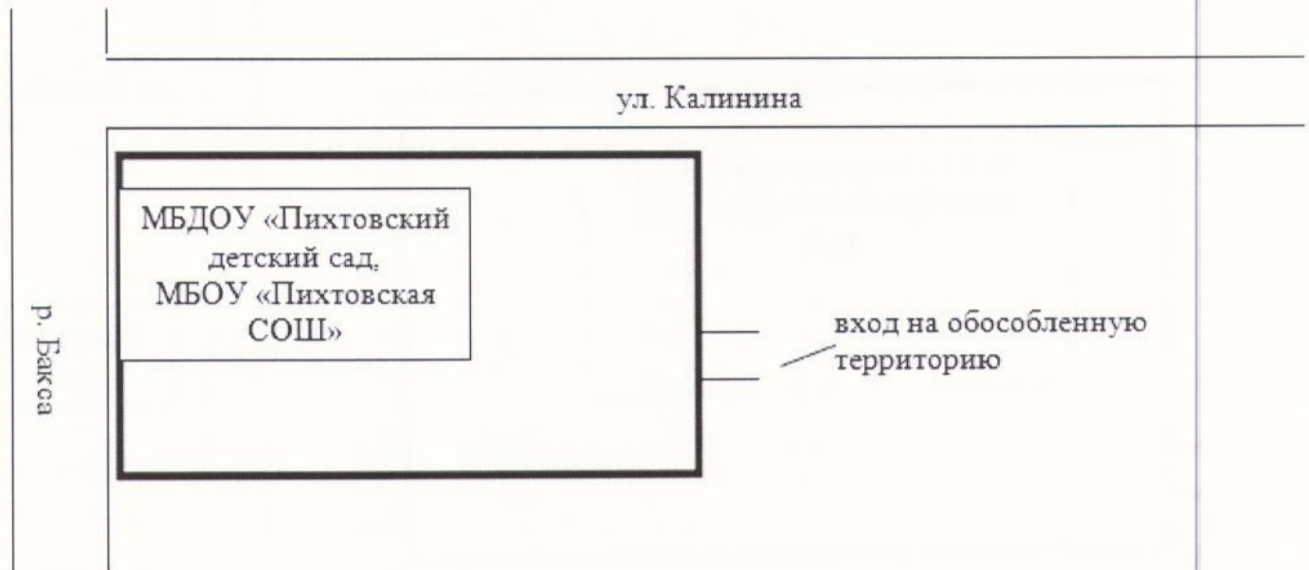 ул. Калинина
МБДОУ «Пихтовский
детский сад,
МБОУ «Пихтовская
СОШ»
р. Бакса
вход на обособленную
территорию